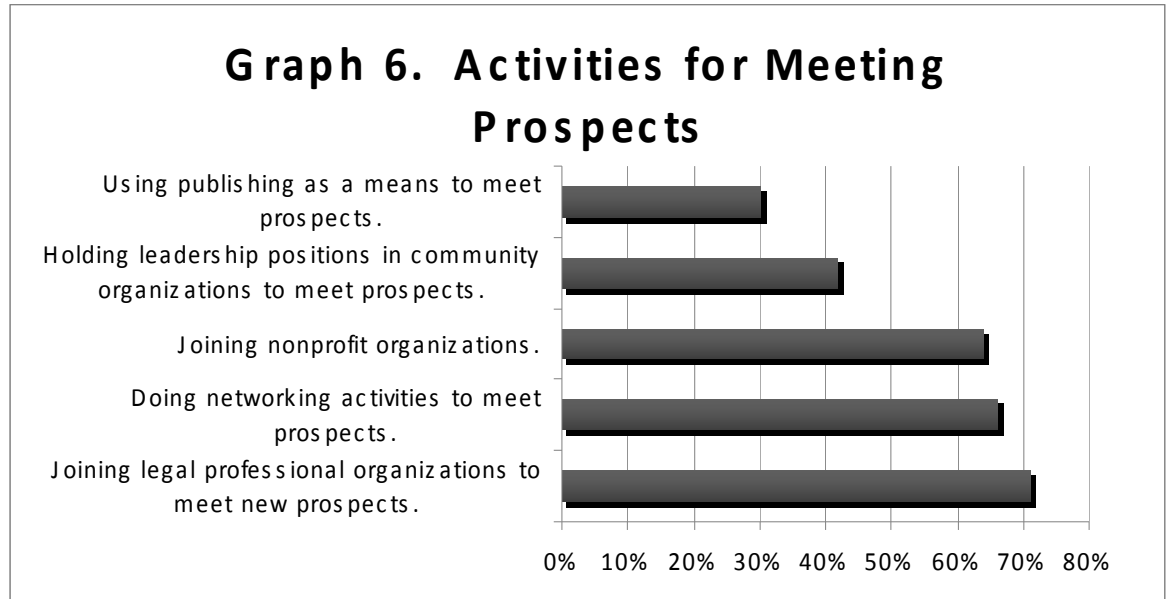 Graph 6. Activities for Meeting
Prospects
Using publishing as a means to meet
prospects.
Holding leadership positions in community
organizations to meet prospects.
Joining nonprofit organizations.
Doing networking activities to meet
prospects.
Joining legal professional organizations to
meet new prospects.
0% 10% 20% 30% 40% 50% 60% 70% 80%